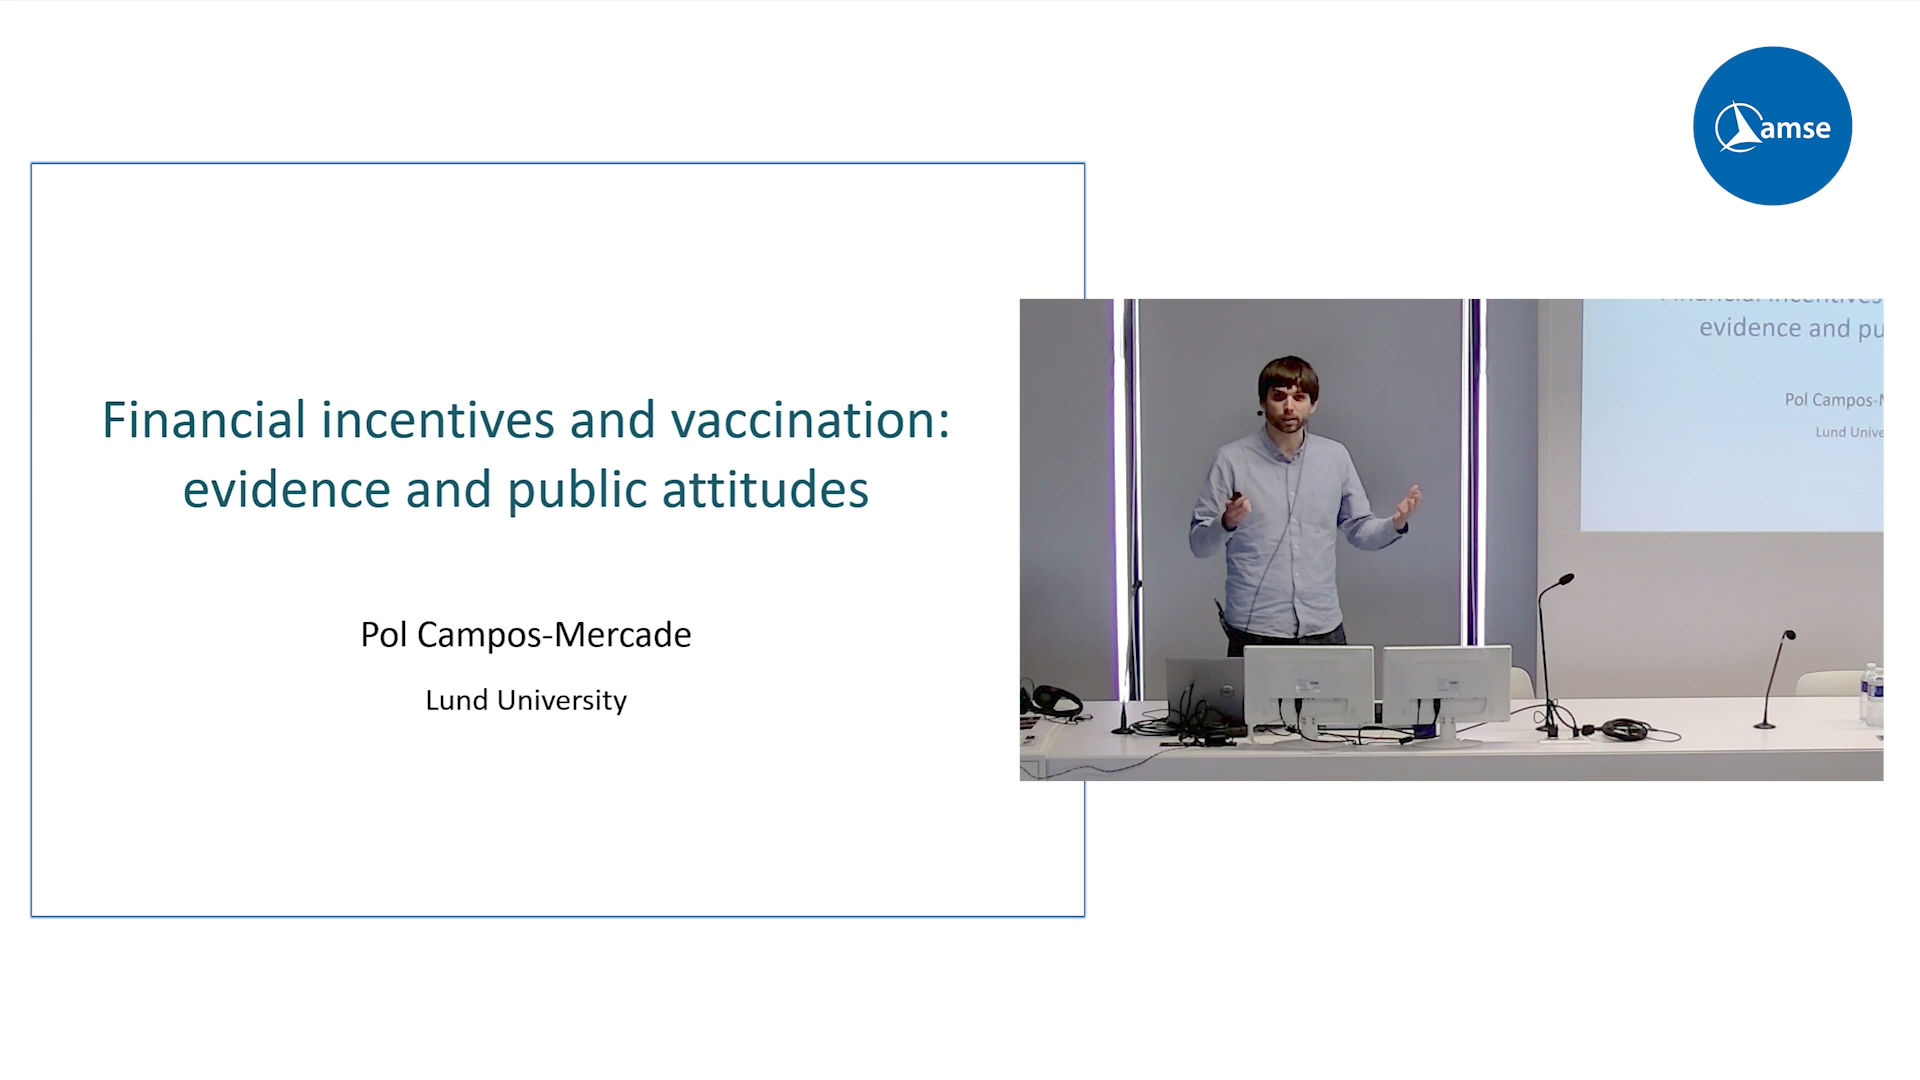 amse
Financial incentives and vaccination:
evidence and public attitudes
Pol Campos-Mercade
Lund University
evidence and pu
Pol Campos-
Lund Unive